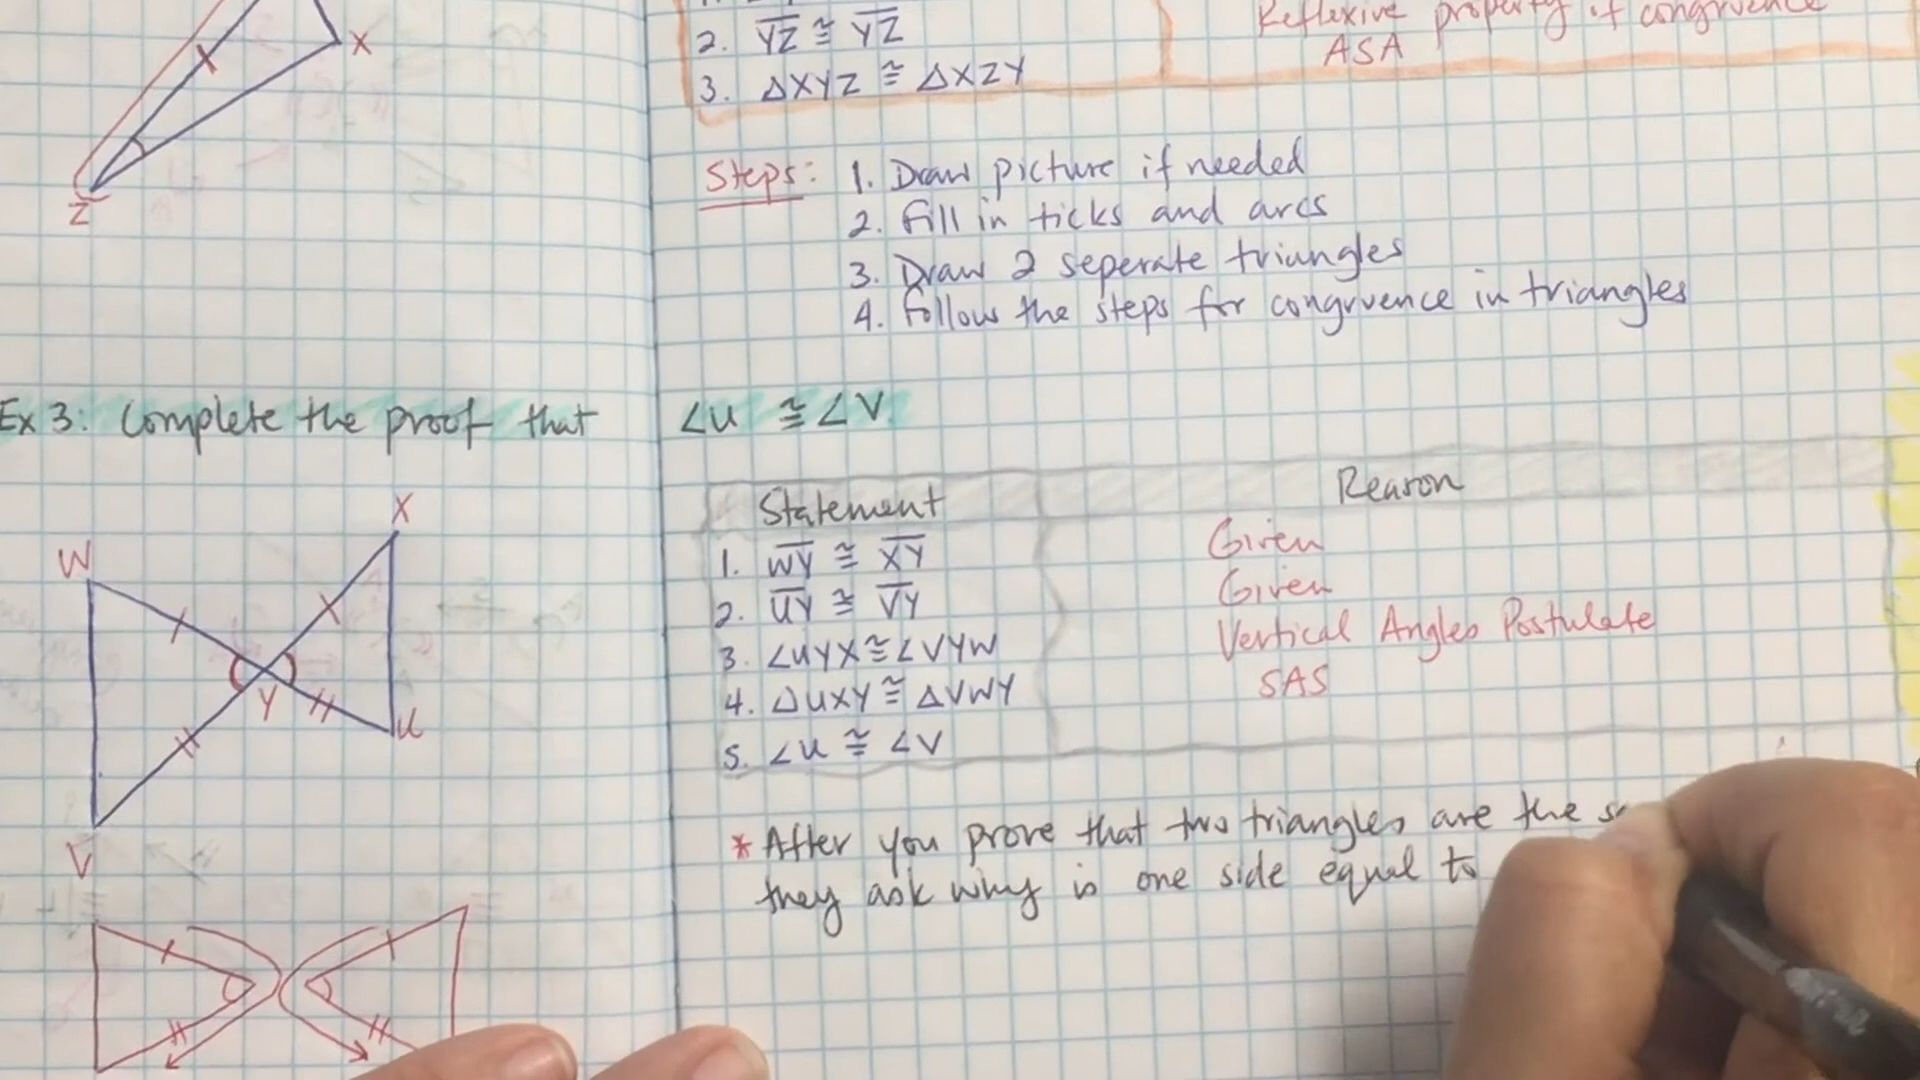 X
Z
2. YZ ≅ YZ
Reflexive property of congruence
3. ΔXYZ ≅ ΔXZY
ASA
Steps: 1. Draw picture if needed
2. Fill in ticks and arcs
3. Draw 2 seperate triangles
4. Follow the steps for congruence in triangles
Ex 3: Complete the proof that ∠U ≅ ∠V
W
X
Y
U
V
Statement
Reason
1. WY ≅ XY
Given
2. UY ≅ VY
Given
3. ∠UYX ≅ ∠VYW
Vertical Angles Postulate
4. ΔUXY ≅ ΔVWY
SAS
5. ∠U ≅ ∠V
* After you prove that two triangles are the
they ask why is one side equal to